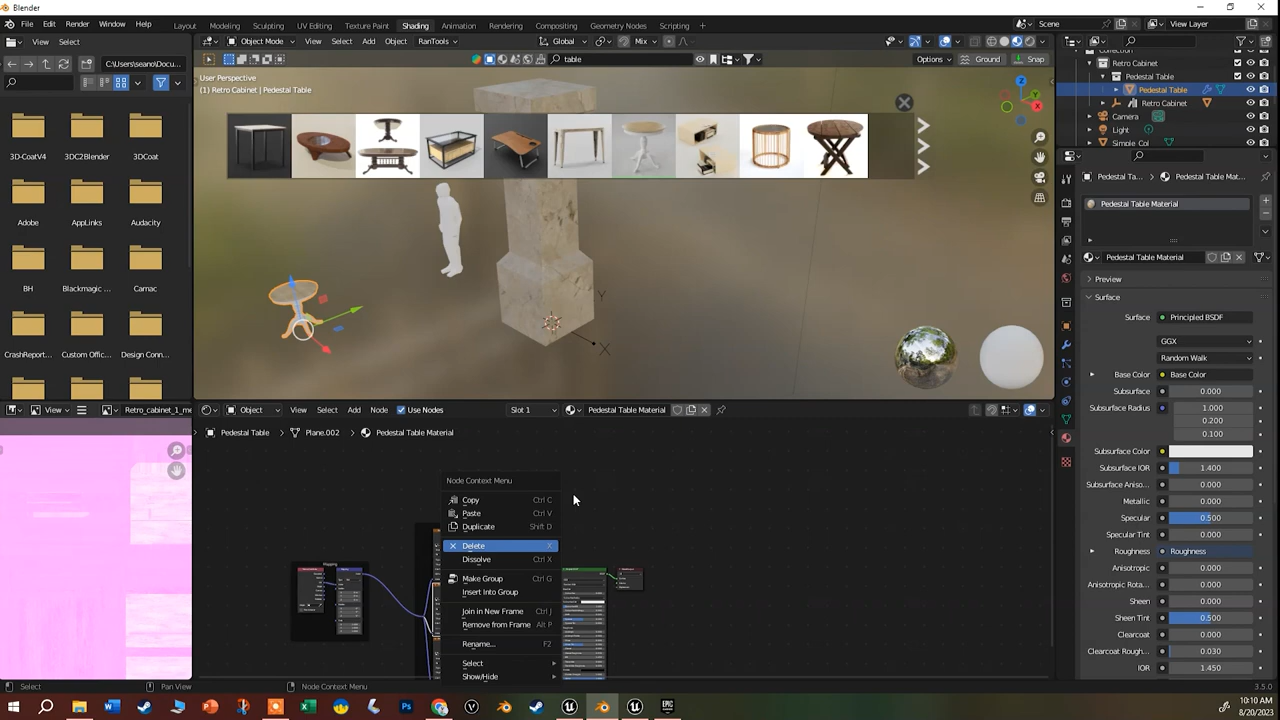 Blender
File Edit Render Window Help Layout Modeling Sculpting UV Editing Texture Paint Shading Animation Rendering Compositing Geometry Nodes Scripting + Scene View Layer
View Select Object Mode View Select Add Object RanTools Global Mix
C:\Users\seano\Docu... table Options Ground Snap
Collection
Retro Cabinet
Pedestal Table
Pedestal Table
Retro Cabinet
Camera
Light
Simple Col
User Perspective
(1) Retro Cabinet | Pedestal Table
3D-CoatV4 3DC2Blender 3DCoat
Adobe AppLinks Audacity
BH Blackmagic ... Camac
CrashReport... Custom Offic... Design Conn...
X
Y
Z
Y
X
Pedestal Ta... Pedestal Table Mat...
Pedestal Table Material
Pedestal Table Material
Preview
Surface
Surface Principled BSDF
GGX
Random Walk
Base Color Base Color
Subsurface 0.000
Subsurface Radius 1.000
0.200
0.100
Subsurface Color
Subsurface IOR 1.400
Subsurface Aniso... 0.000
Metallic 0.000
Specular 0.500
Specular Tint 0.000
Roughness Roughness
Anisotropic 0.000
Anisotropic Rota... 0.000
Sheen 0.000
Sheen Tint 0.500
Clearcoat 0.000
Clearcoat Rough... 0.030
1.450
View Retro_cabinet_1_me
Object View Select Add Node Use Nodes Slot 1 Pedestal Table Material
Pedestal Table > Plane.002 > Pedestal Table Material
Node Context Menu
Copy Ctrl C
Paste Ctrl V
Duplicate Shift D
Delete X
Dissolve Ctrl X
Make Group Ctrl G
Insert Into Group
Join in New Frame Ctrl J
Remove from Frame Alt P
Rename... F2
Select
Show/Hide
Mapping
Select Pan View Node Context Menu 3.5.0
10:10 AM
8/20/2023